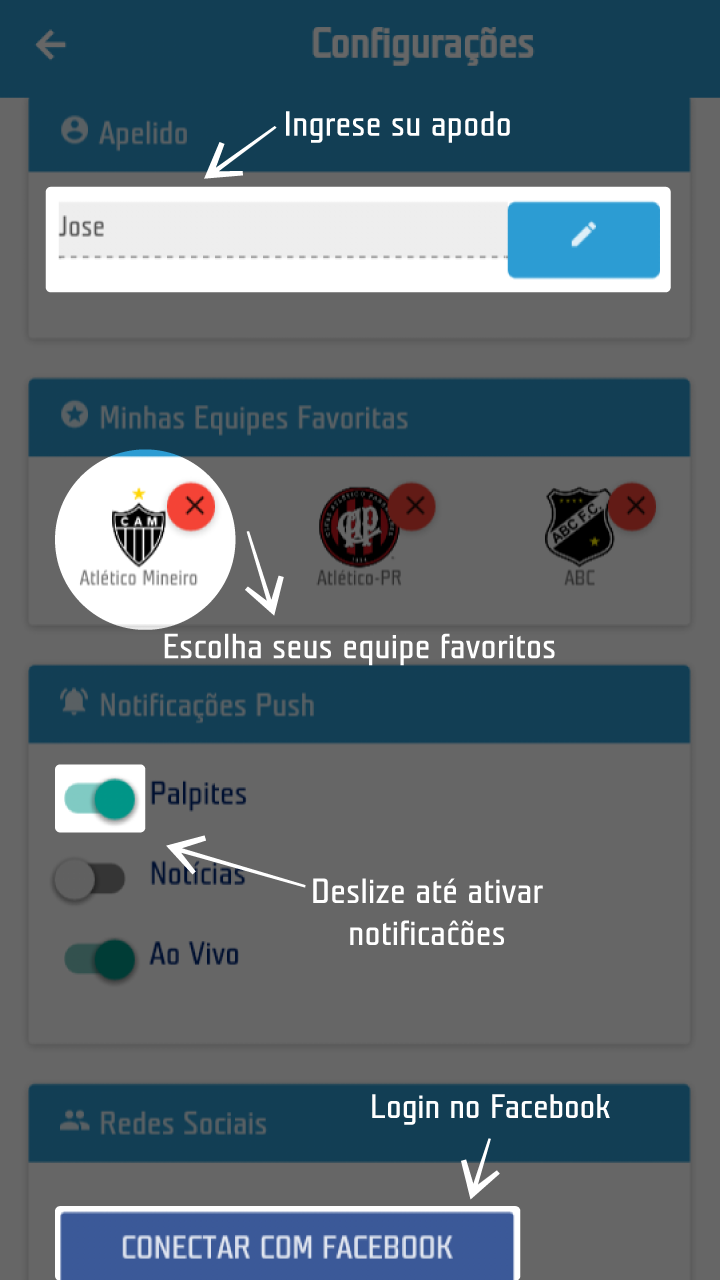 Configurações
Apelido
Ingrese su apodo
Jose
Minhas Equipes Favoritas
CAM
ABC F.C.
Atlético Mineiro
Atlético-PR
ABC
Escolha seus equipe favoritos
Notificações Push
Palpites
Notícias
Deslize até ativar
notificaĉões
Ao Vivo
Login no Facebook
Redes Sociais
CONECTAR COM FACEBOOK